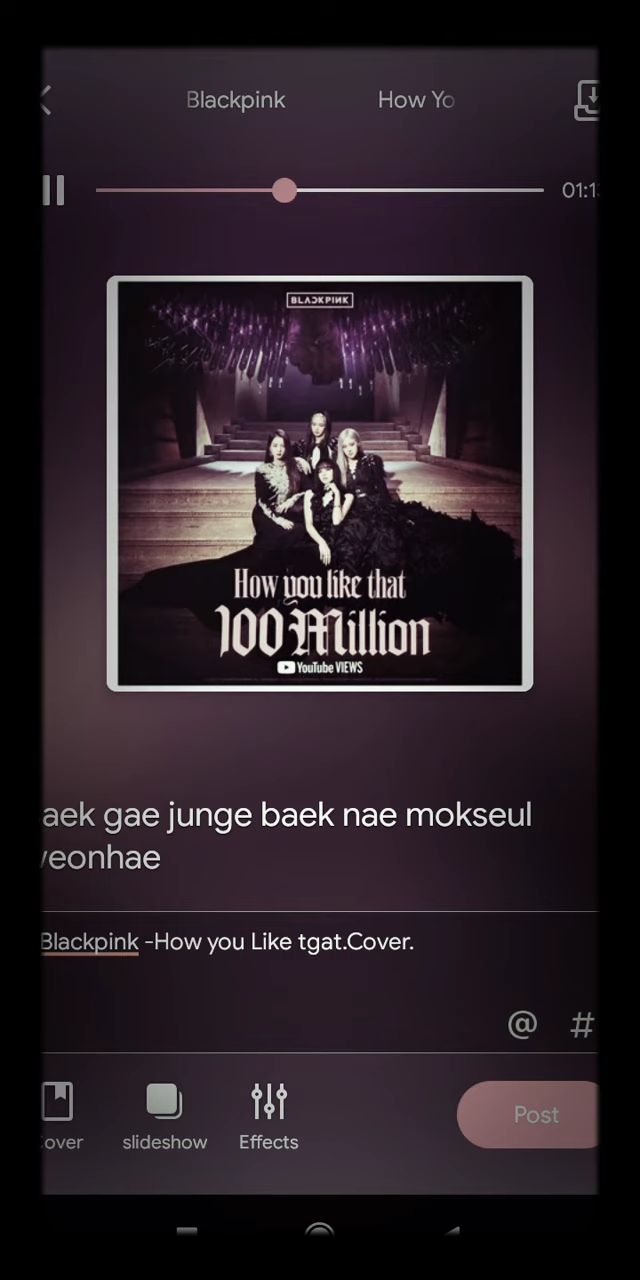 Blackpink How Yo
01:1
BLACKPINK
How you like that
100 Million
YouTube VIEWS
aek gae junge baek nae mokseul
yeonhae
Blackpink -How you Like tgat.Cover.
@ #
over slideshow Effects Post